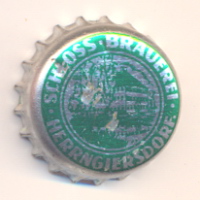 · SCHLOSS-BRAUEREI ·
HERRNGIERSDORF